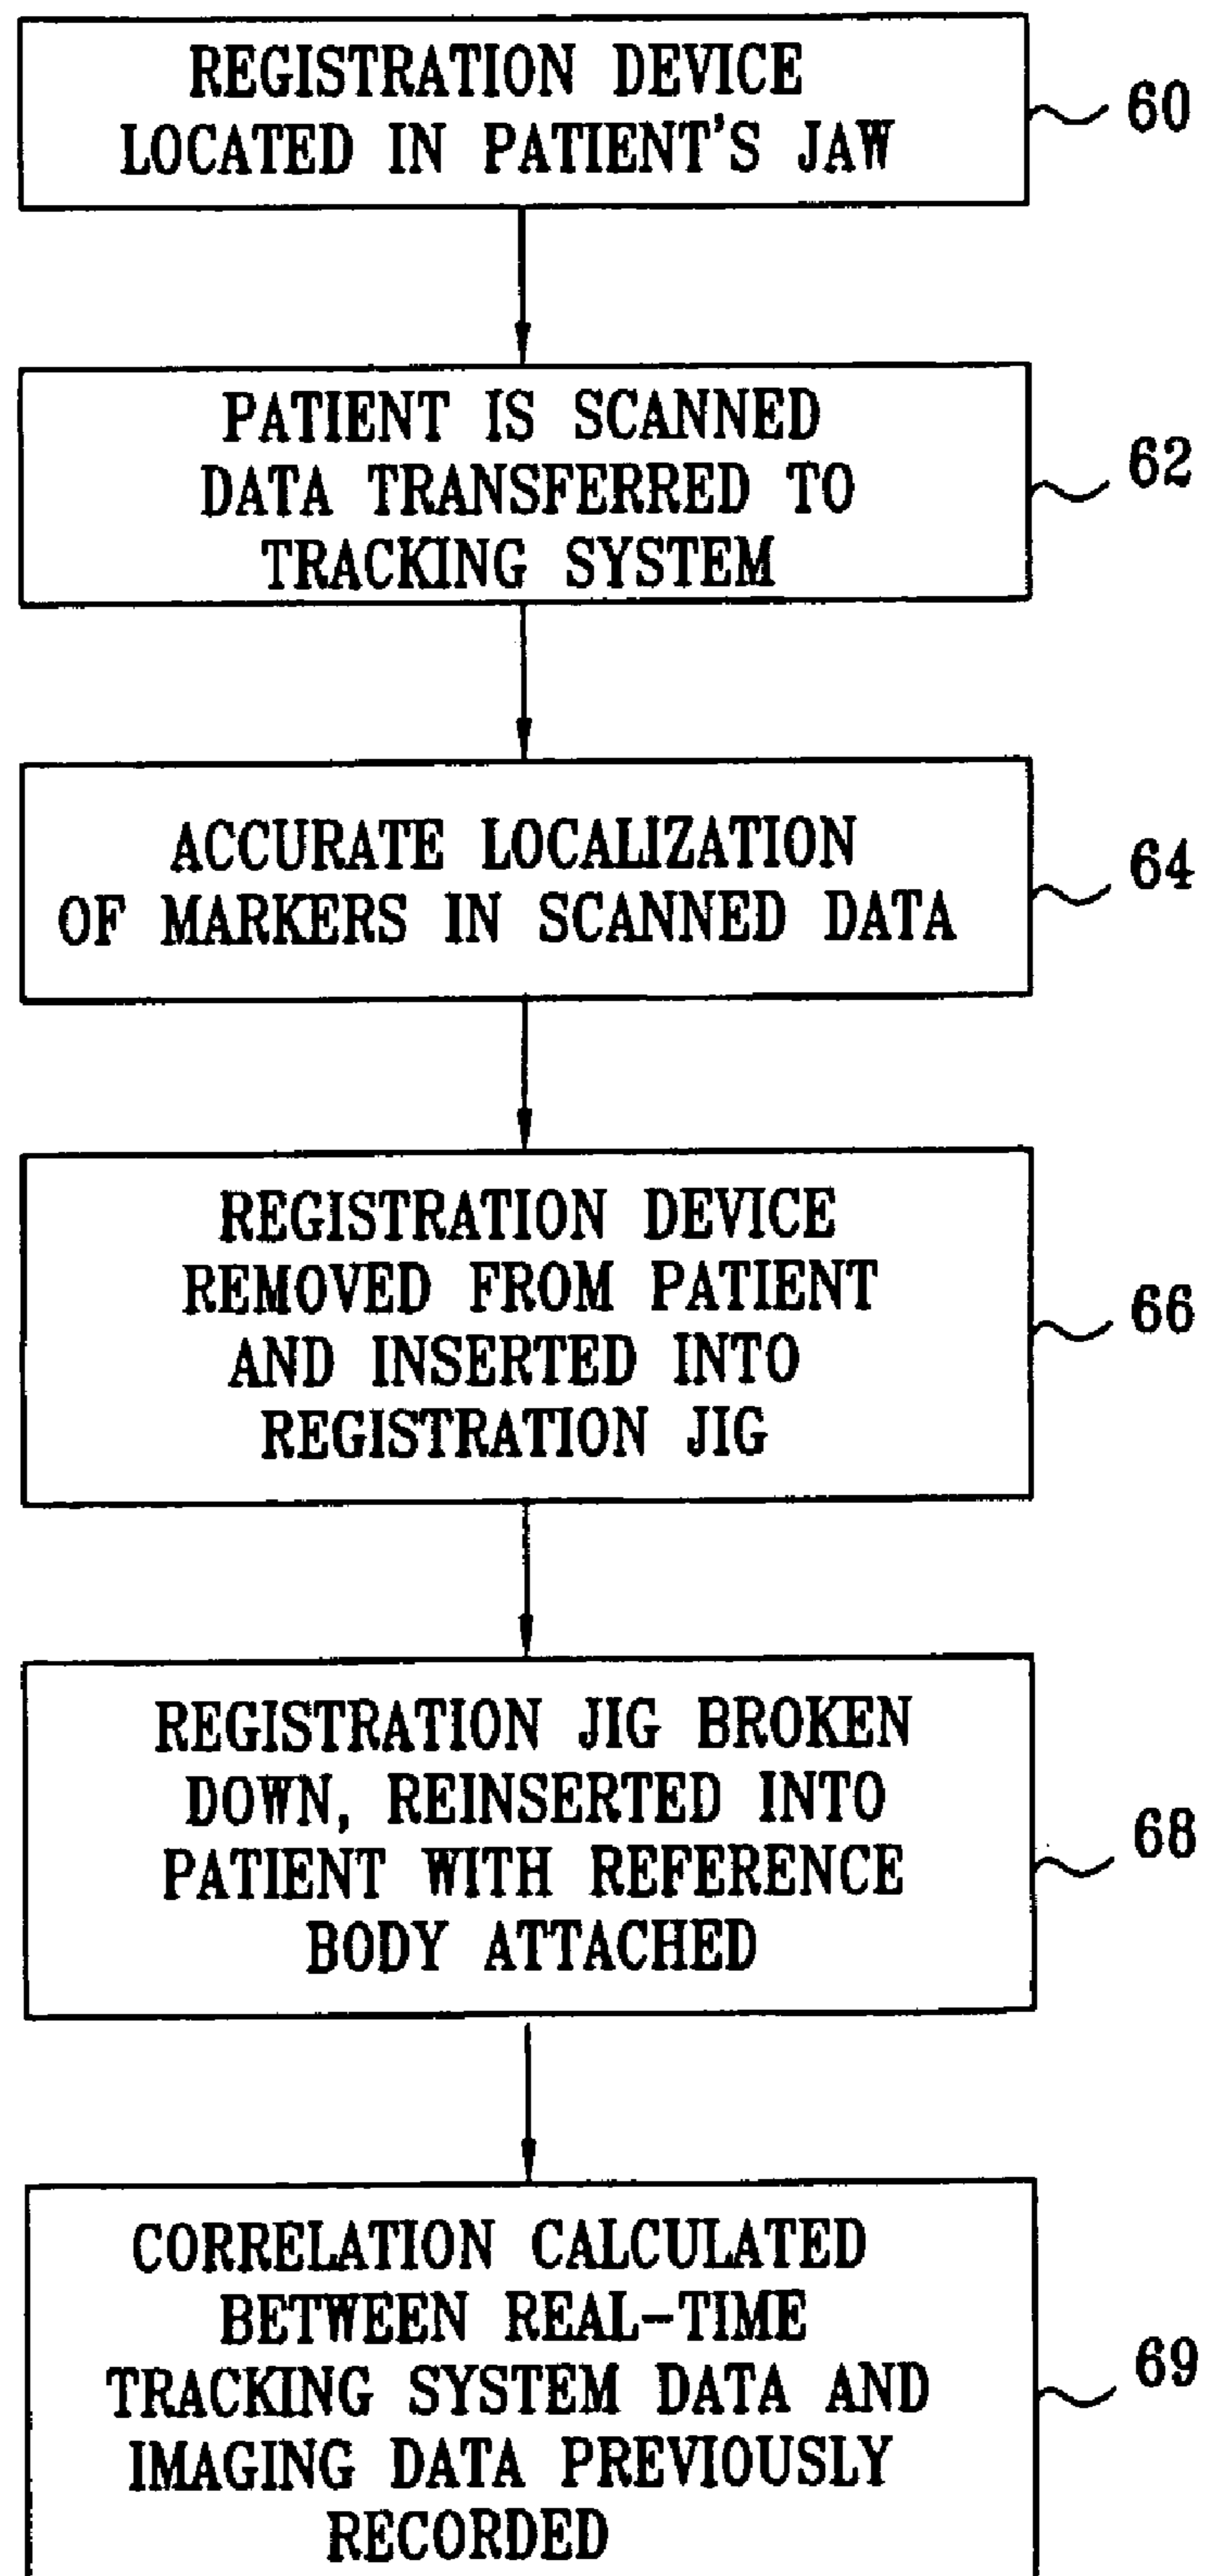 REGISTRATION DEVICE
LOCATED IN PATIENT'S JAW
60
PATIENT IS SCANNED
DATA TRANSFERRED TO
TRACKING SYSTEM
62
ACCURATE LOCALIZATION
OF MARKERS IN SCANNED DATA
64
REGISTRATION DEVICE
REMOVED FROM PATIENT
AND INSERTED INTO
REGISTRATION JIG
66
REGISTRATION JIG BROKEN
DOWN, REINSERTED INTO
PATIENT WITH REFERENCE
BODY ATTACHED
68
CORRELATION CALCULATED
BETWEEN REAL-TIME
TRACKING SYSTEM DATA AND
IMAGING DATA PREVIOUSLY
RECORDED
69